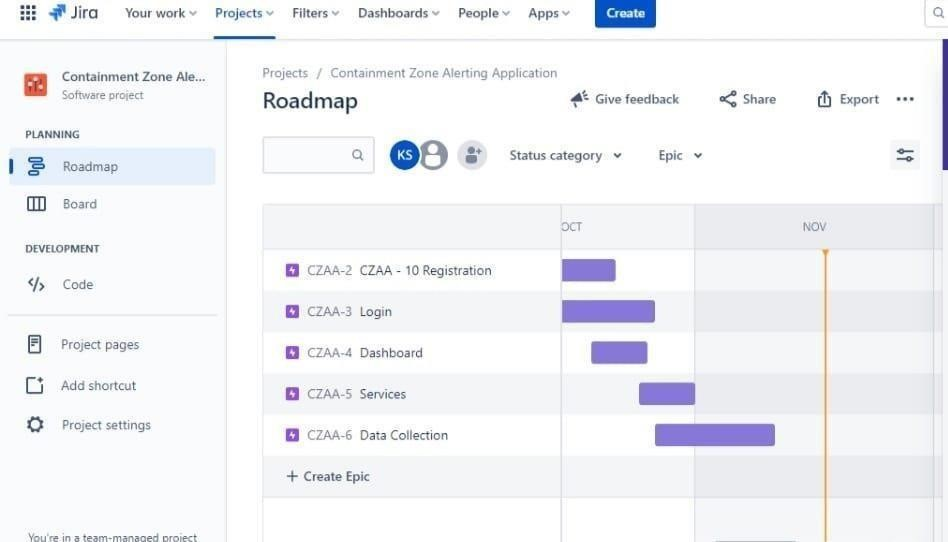 Jira Your work Projects Filters Dashboards People Apps Create
Containment Zone Ale...
Software project
PLANNING
Roadmap
Board
DEVELOPMENT
Code
Project pages
Add shortcut
Project settings
You're in a team-managed project
Projects / Containment Zone Alerting Application
Roadmap
Give feedback Share Export
KS Status category Epic
OCT NOV
CZAA-2 CZAA - 10 Registration
CZAA-3 Login
CZAA-4 Dashboard
CZAA-5 Services
CZAA-6 Data Collection
+ Create Epic